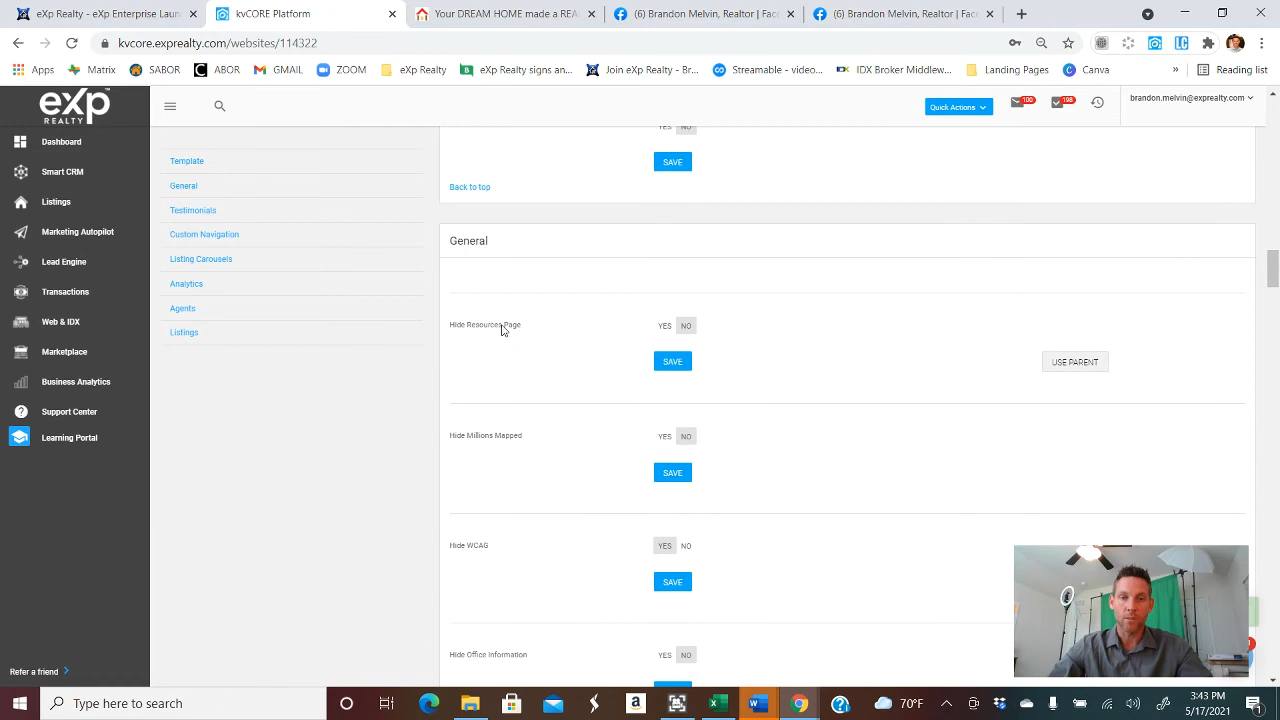 eXp Realty
kvCORE Platform
YOUR DREAM made a REA
(6) Brandon Melvin, Realtor | Fac
(6) Brandon Melvin, Realtor | Fac
kvcore.exprealty.com/websites/114322
Apps
Matrix
SABOR
ABOR
GMAIL
ZOOM
eXp Realty
eXp Realty signs an...
Join eXp Realty - Br...
Streamable - video...
IDX Broker Middlew...
Landing Pages
Canva
»
Reading list
eXp
REALTY
Quick Actions
100
198
brandon.melvin@exprealty.com
Dashboard
Smart CRM
Listings
Marketing Autopilot
Lead Engine
Transactions
Web & IDX
Marketplace
Business Analytics
Support Center
Learning Portal
Refer a friend
Template
General
Testimonials
Custom Navigation
Listing Carousels
Analytics
Agents
Listings
YES NO
SAVE
Back to top
General
Hide Resources Page
YES NO
SAVE
USE PARENT
Hide Millions Mapped
YES NO
SAVE
Hide WCAG
YES NO
SAVE
Hide Office Information
YES NO
Type here to search
70°F
3:43 PM
5/17/2021